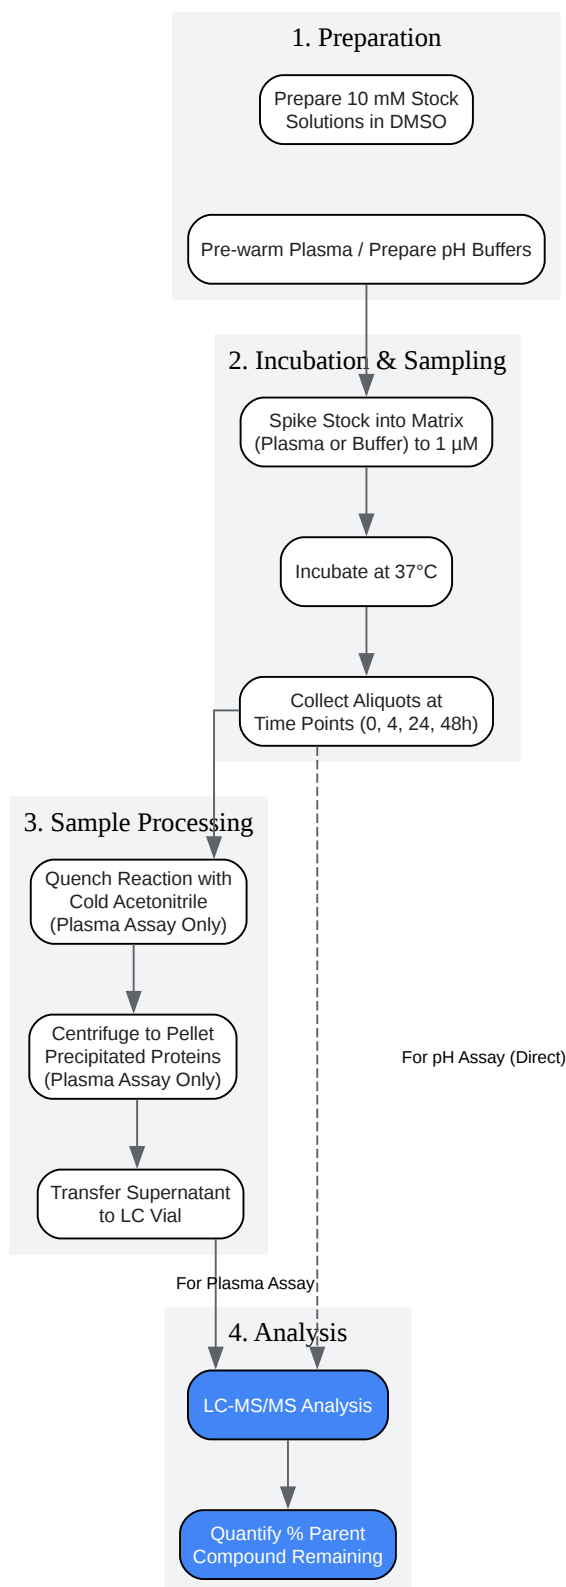 1. Preparation
Prepare 10 mM Stock
Solutions in DMSO
Pre-warm Plasma / Prepare pH Buffers
2. Incubation & Sampling
Spike Stock into Matrix
(Plasma or Buffer) to 1 µM
Incubate at 37°C
Collect Aliquots at
Time Points (0, 4, 24, 48h)
3. Sample Processing
Quench Reaction with
Cold Acetonitrile
(Plasma Assay Only)
Centrifuge to Pellet
Precipitated Proteins
(Plasma Assay Only)
For pH Assay (Direct)
Transfer Supernatant
to LC Vial
For Plasma Assay
4. Analysis
LC-MS/MS Analysis
Quantify % Parent
Compound Remaining